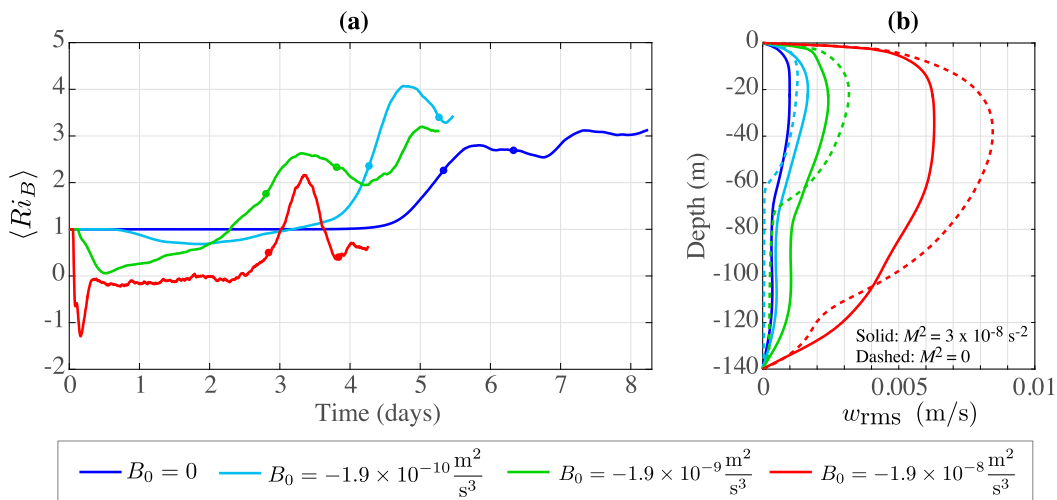 (a)
(b)
4
3
2
1
0
-1
-2
⟨Ri_B⟩
0 1 2 3 4 5 6 7 8
Time (days)
0
-20
-40
-60
-80
-100
-120
-140
Depth (m)
Solid: M² = 3 x 10⁻⁸ s⁻²
Dashed: M² = 0
0 0.005 0.01
w_rms (m/s)
B₀ = 0
B₀ = −1.9 × 10⁻¹⁰ m²/s³
B₀ = −1.9 × 10⁻⁹ m²/s³
B₀ = −1.9 × 10⁻⁸ m²/s³